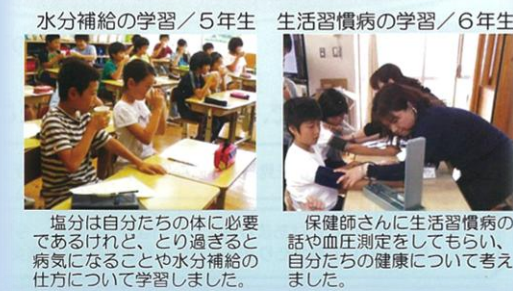 水分補給の学習／５年生
生活習慣病の学習／６年生
塩分は自分たちの体に必要
であるけれど、とり過ぎると
病気になることや水分補給の
仕方について学習しました。
保健師さんに生活習慣病の
話や血圧測定をしてもらい、
自分たちの健康について考え
ました。